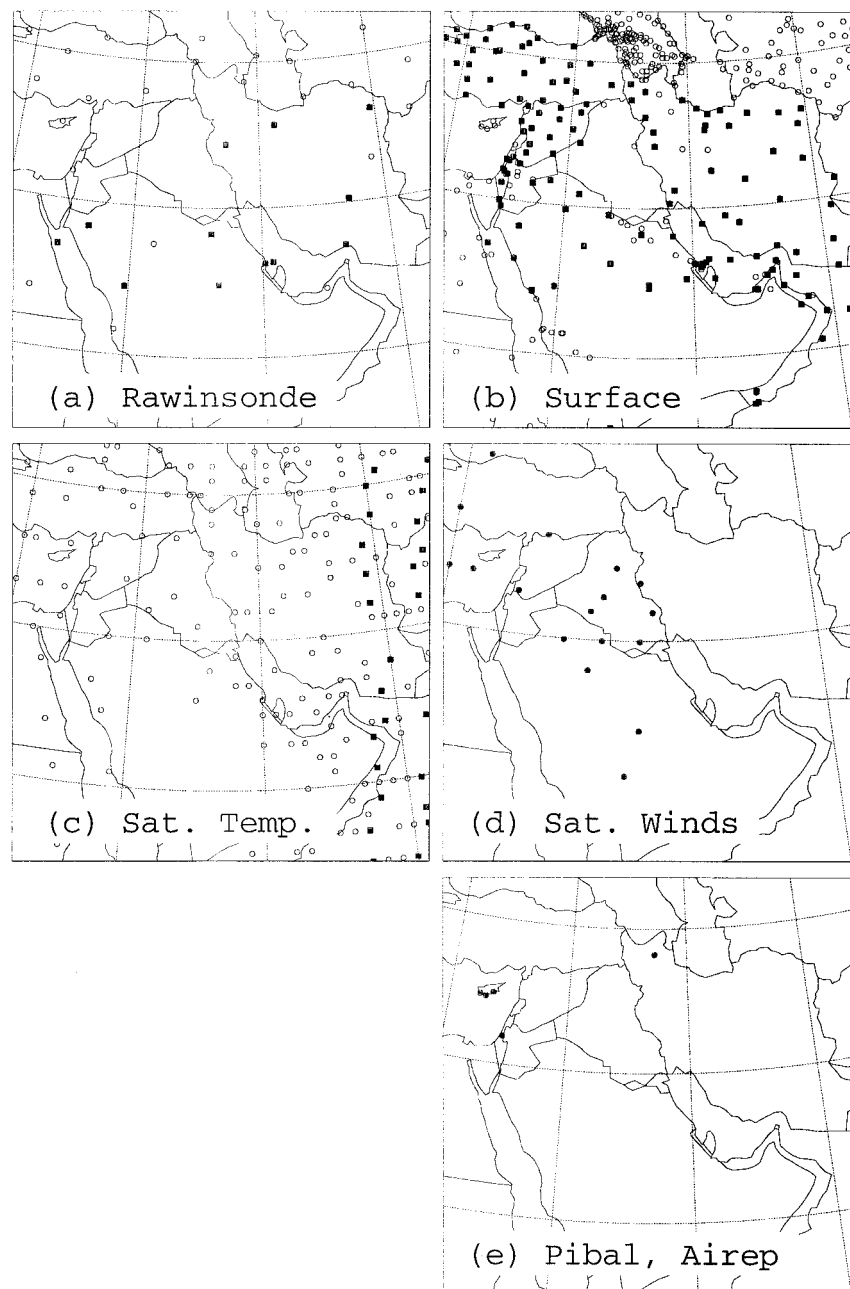 (a) Rawinsonde
(b) Surface
(c) Sat. Temp.
(d) Sat. Winds
(e) Pibal, Airep